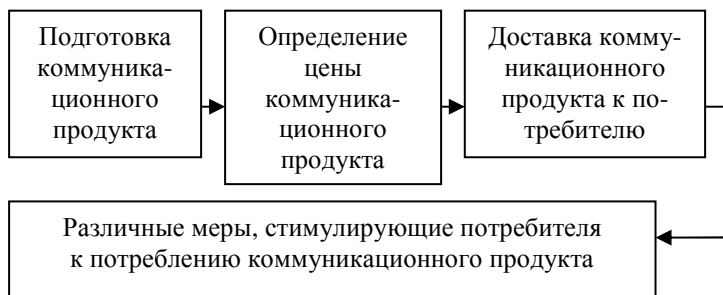 Подготовка
коммуника-
ционного
продукта
Определение
цены
коммуника-
ционного
продукта
Доставка комму-
никационного
продукта к по-
требителю
Различные меры, стимулирующие потребителя
к потреблению коммуникационного продукта